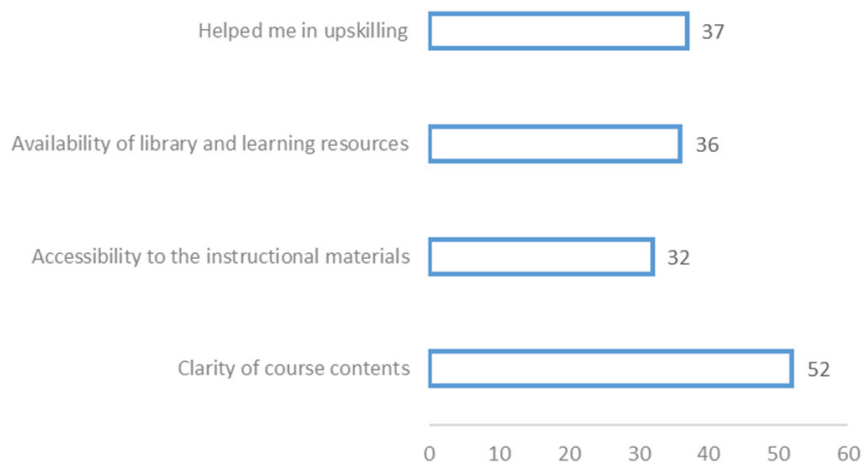 Helped me in upskilling 37
Availability of library and learning resources 36
Accessibility to the instructional materials 32
Clarity of course contents 52
0 10 20 30 40 50 60